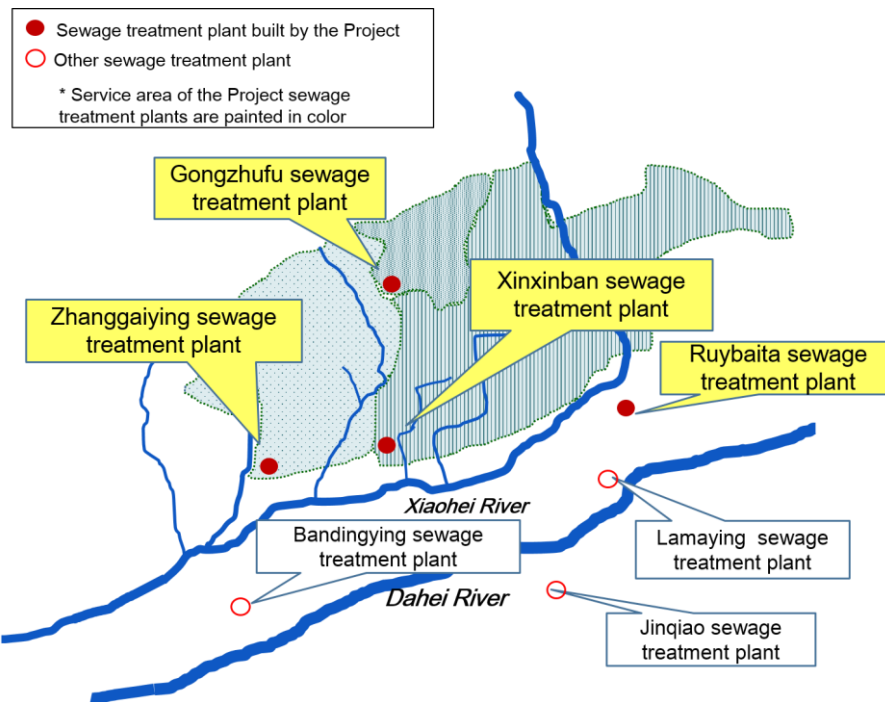 Sewage treatment plant built by the Project
Other sewage treatment plant
* Service area of the Project sewage
treatment plants are painted in color
Gongzhufu sewage
treatment plant
Xinxinban sewage
treatment plant
Zhanggaiying sewage
treatment plant
Ruybaita sewage
treatment plant
Xiaohei River
Bandingying sewage
treatment plant
Lamaying sewage
treatment plant
Dahei River
Jinqiao sewage
treatment plant